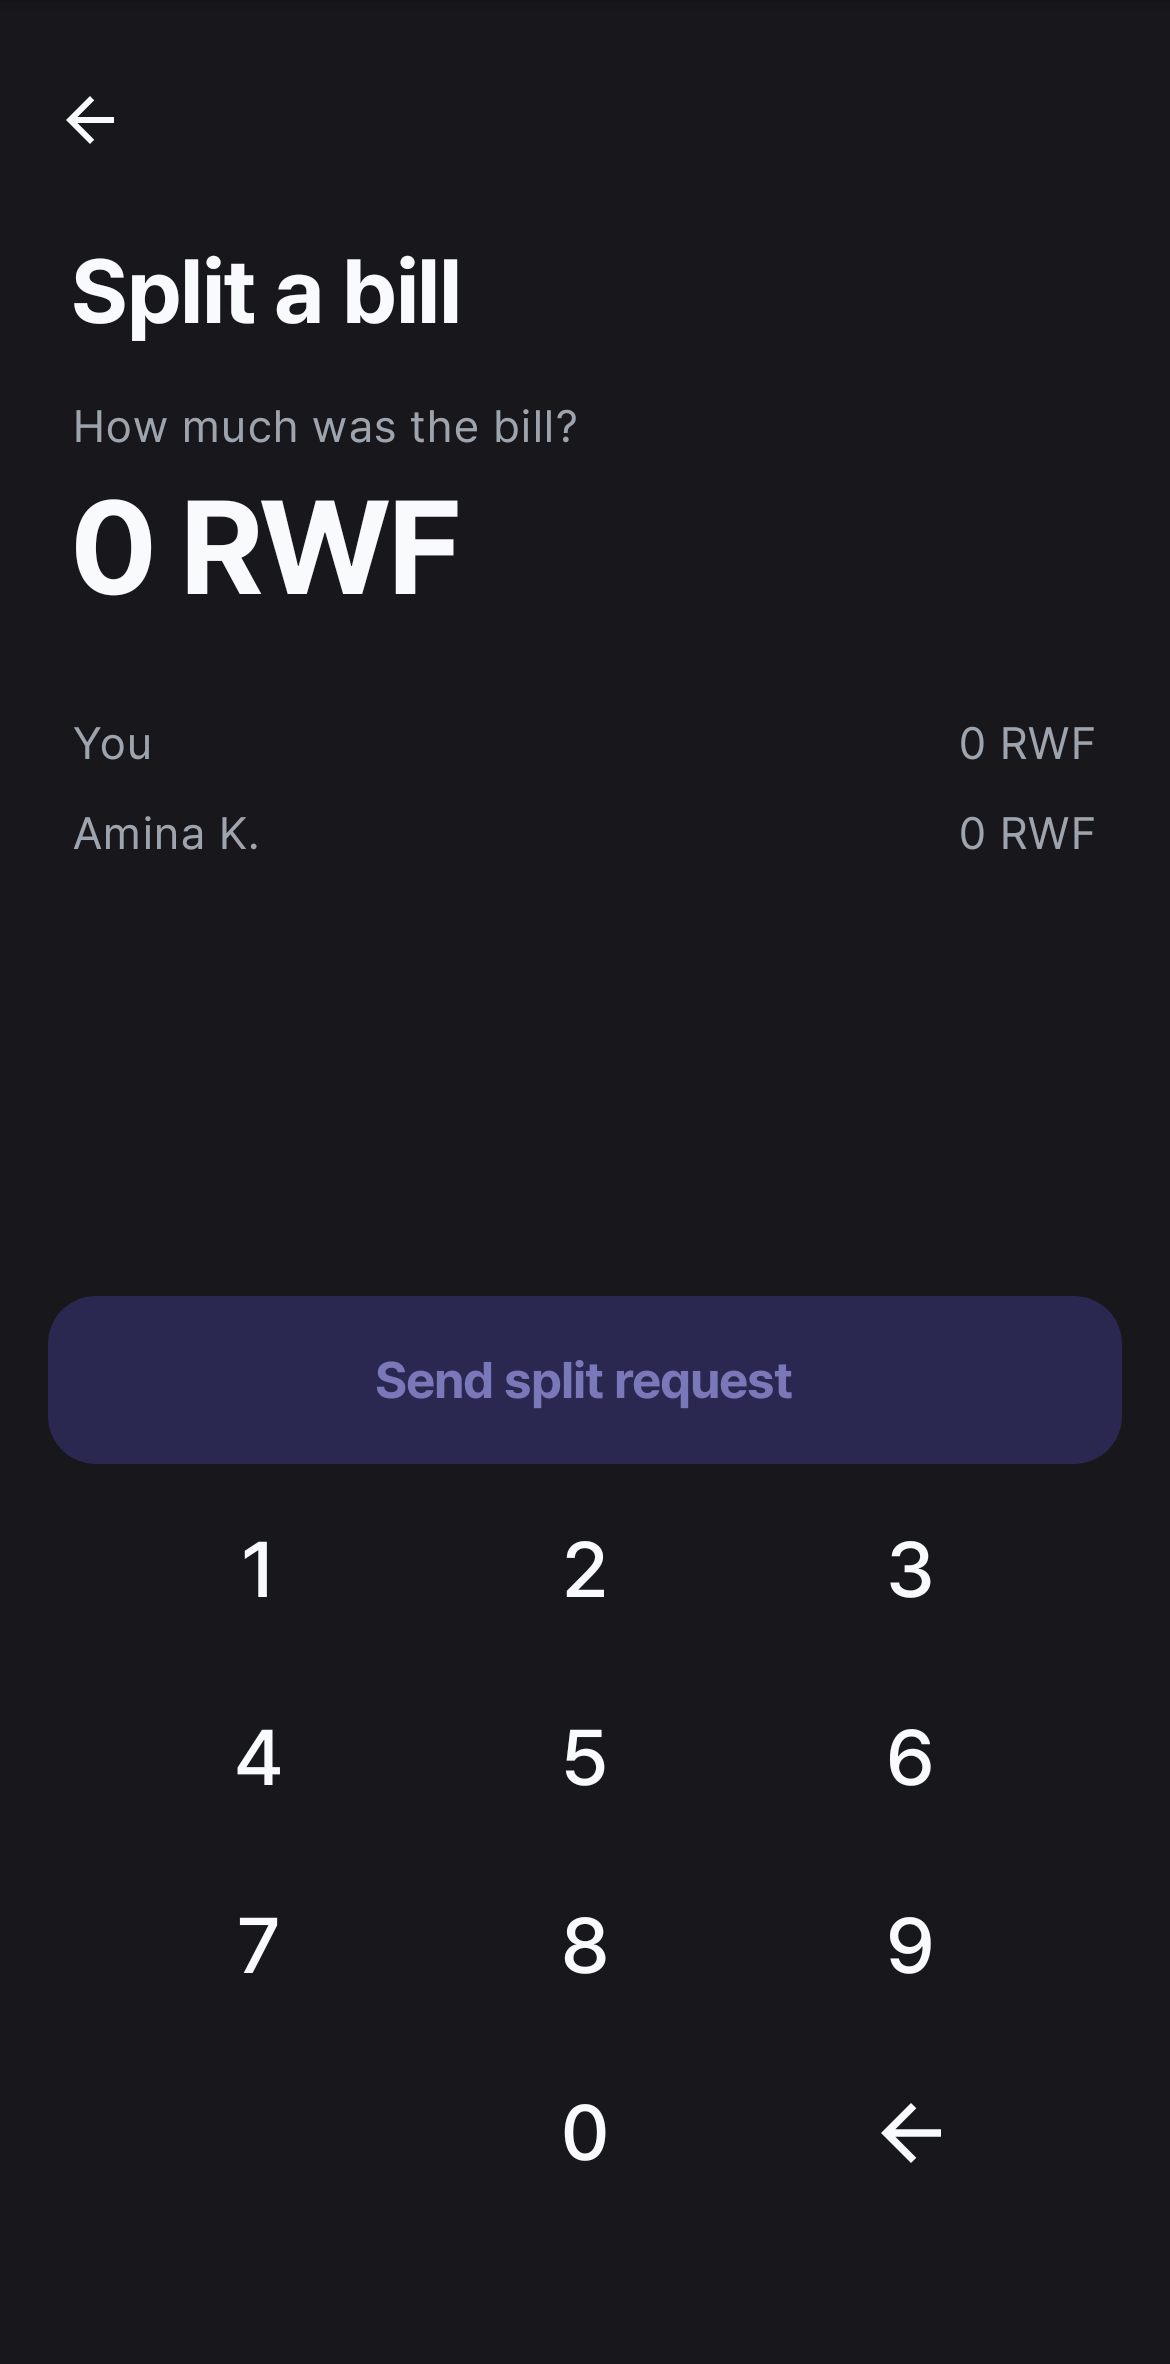 Split a bill
How much was the bill?
0 RWF
You 0 RWF
Amina K. 0 RWF
Send split request
1 2 3
4 5 6
7 8 9
0